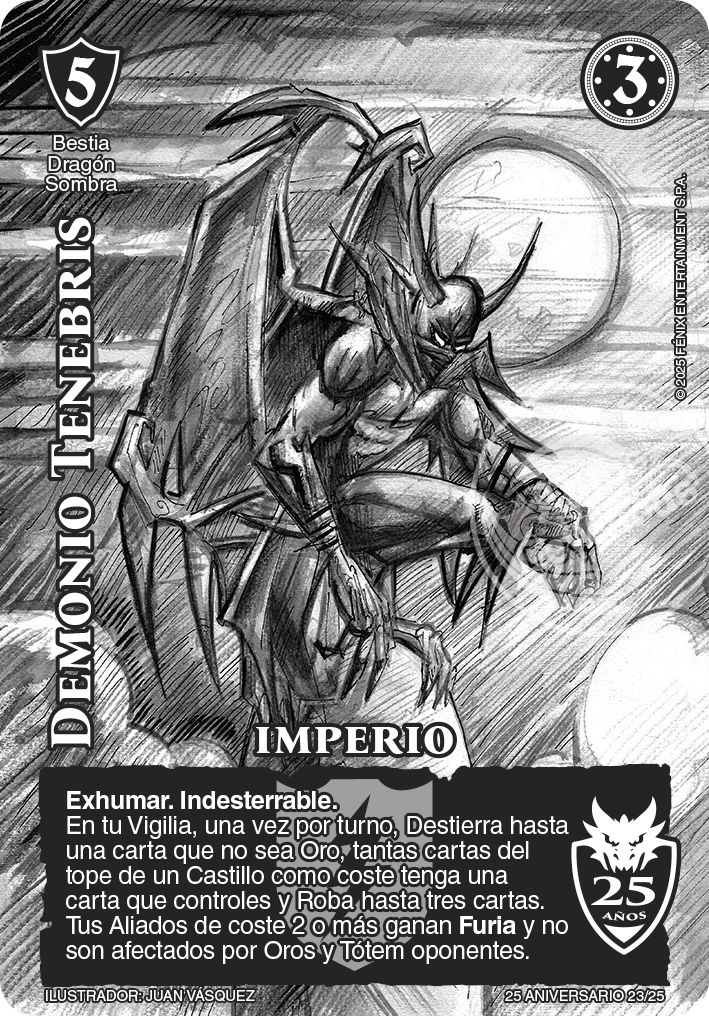 5
3
Bestia
Dragón
Sombra
DEMONIO TENEBRIS
© 2025 FÉNIX ENTERTAINMENT S.P.A.
IMPERIO
Exhumar. Indesterrable.
En tu Vigilia, una vez por turno, Destierra hasta
una carta que no sea Oro, tantas cartas del
tope de un Castillo como coste tenga una
carta que controles y Roba hasta tres cartas.
Tus Aliados de coste 2 o más ganan Furia y no
son afectados por Oros y Tótem oponentes.
25
AÑOS
ILUSTRADOR: JUAN VÁSQUEZ
25 ANIVERSARIO 23/25